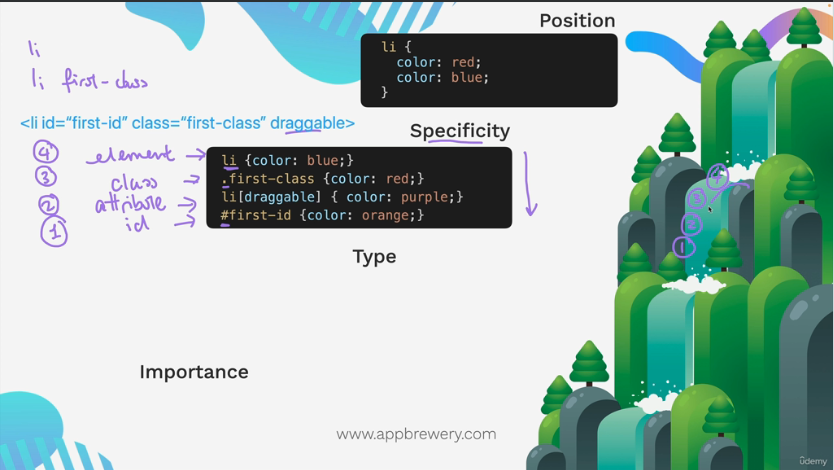 Position
li {
color: red;
color: blue;
}
li
li first-class
<li id=“first-id” class=“first-class” draggable>
Specificity
④ element → li {color: blue;}
③ class → .first-class {color: red;}
② attribute → li[draggable] { color: purple;}
① id → #first-id {color: orange;}
④
③
②
①
Type
Importance
www.appbrewery.com
ûdemy